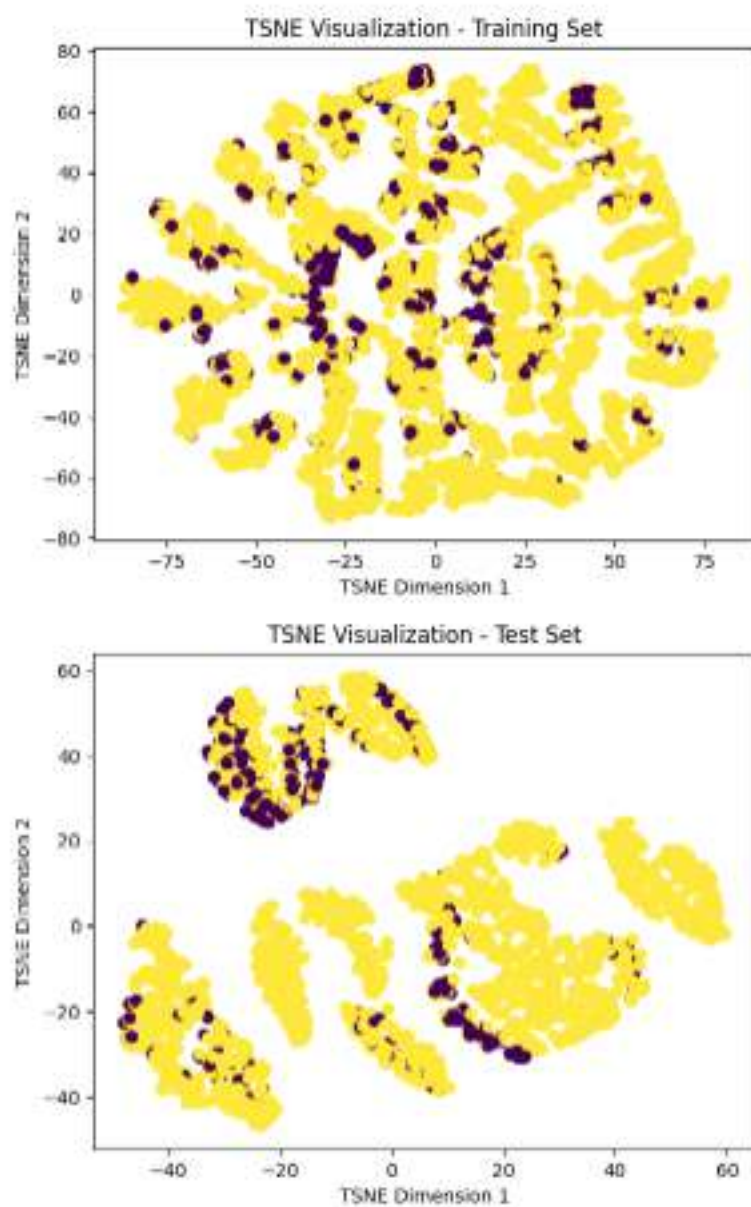 TSNE Visualization - Training Set
80
60
40
20
0
−20
−40
−60
−80
TSNE Dimension 2
−75 −50 −25 0 25 50 75
TSNE Dimension 1
TSNE Visualization - Test Set
60
40
20
0
−20
−40
TSNE Dimension 2
−40 −20 0 20 40 60
TSNE Dimension 1